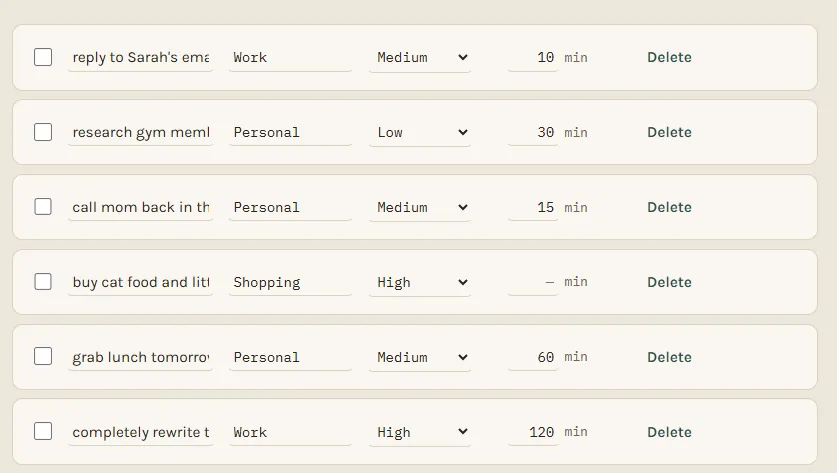 reply to Sarah's ema Work Medium 10 min Delete
research gym meml Personal Low 30 min Delete
call mom back in th Personal Medium 15 min Delete
buy cat food and litt Shopping High – min Delete
grab lunch tomorrov Personal Medium 60 min Delete
completely rewrite t Work High 120 min Delete